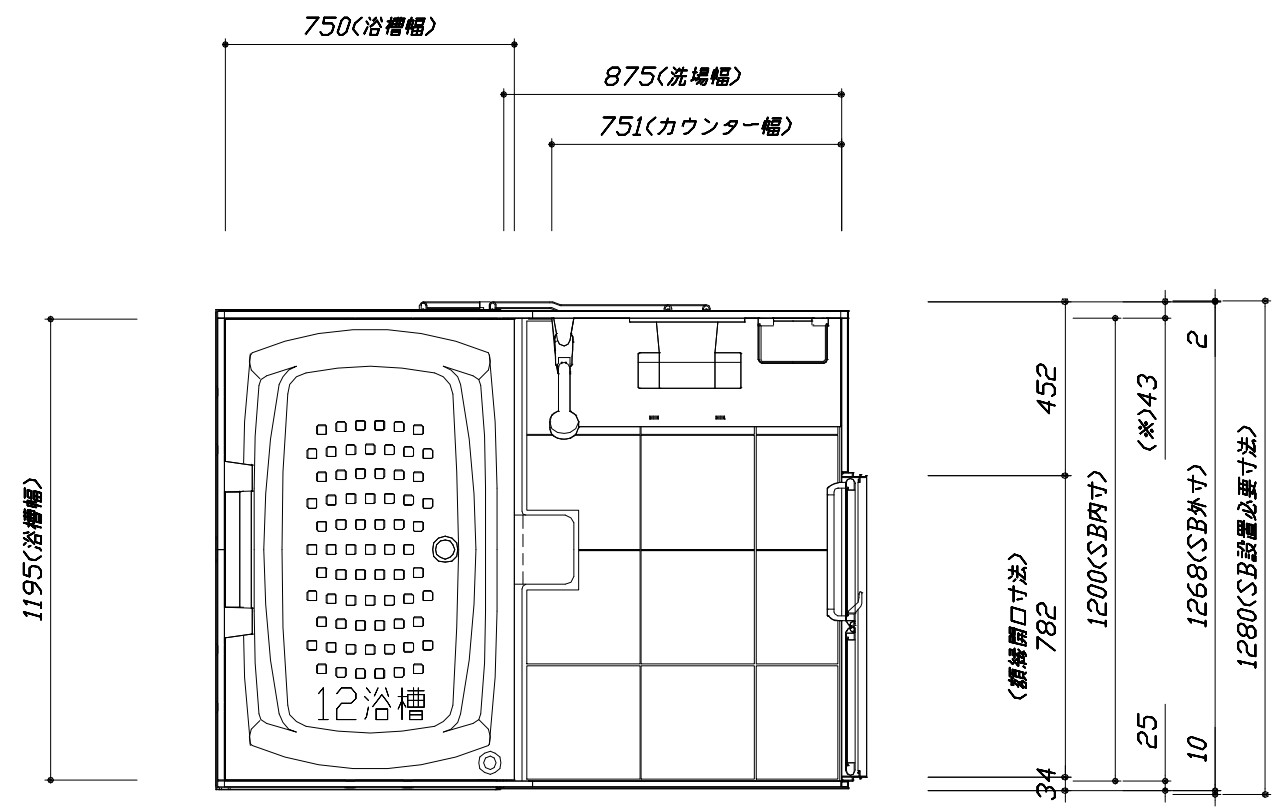 750(浴槽幅)
875(洗場幅)
751(カウンター幅)
1195(浴槽幅)
12浴槽
452
(額縁開口寸法)
782
34
1200(SB内寸)
(※)43
25
2
1268(SB外寸)
10
1280(SB設置必要寸法)